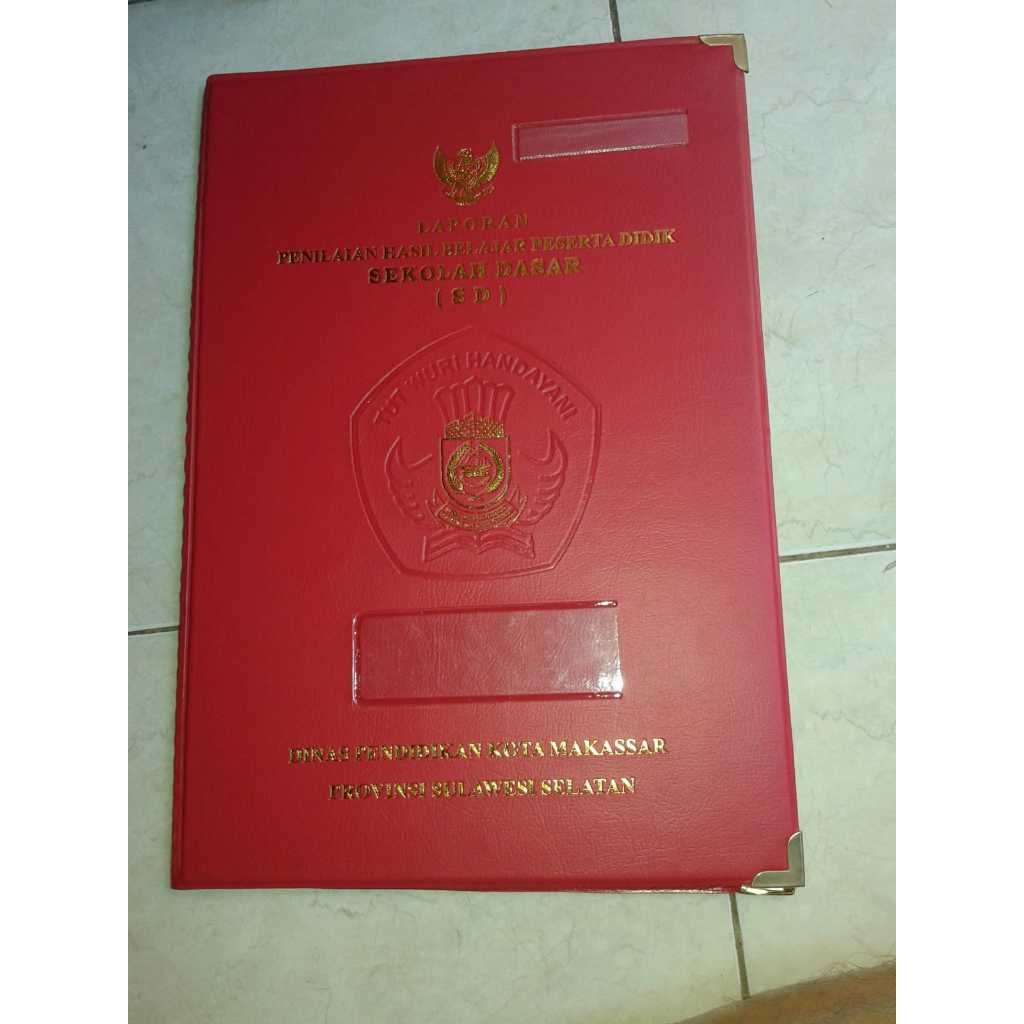 LAPORAN
PENILAIAN HASIL BELAJAR PESERTA DIDIK
SEKOLAH DASAR
( S D )
TUT WURI HANDAYANI
DINAS PENDIDIKAN KOTA MAKASSAR
PROVINSI SULAWESI SELATAN